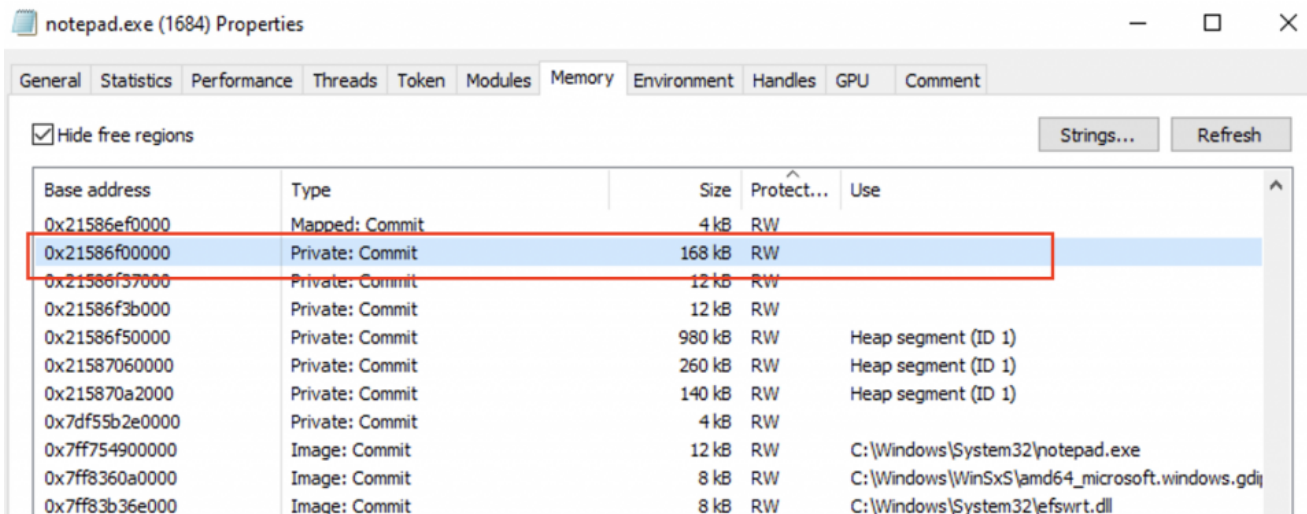 notepad.exe (1684) Properties
General Statistics Performance Threads Token Modules Memory Environment Handles GPU Comment
Hide free regions Strings... Refresh
Base address Type Size Protect... Use
0x21586ef0000 Mapped: Commit 4 kB RW
0x21586f00000 Private: Commit 168 kB RW
0x21586f37000 Private: Commit 12 kB RW
0x21586f3b000 Private: Commit 12 kB RW
0x21586f50000 Private: Commit 980 kB RW Heap segment (ID 1)
0x21587060000 Private: Commit 260 kB RW Heap segment (ID 1)
0x215870a2000 Private: Commit 140 kB RW Heap segment (ID 1)
0x7df55b2e0000 Private: Commit 4 kB RW
0x7ff754900000 Image: Commit 12 kB RW C:\Windows\System32\notepad.exe
0x7ff8360a0000 Image: Commit 8 kB RW C:\Windows\WinSxS\amd64_microsoft.windows.gdip
0x7ff83b36e000 Image: Commit 8 kB RW C:\Windows\System32\efswrt.dll